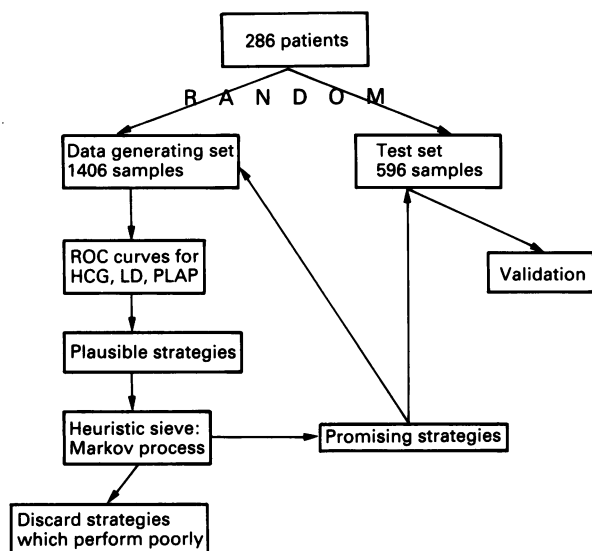 286 patients
R A N D O M
Data generating set
1406 samples
Test set
596 samples
ROC curves for
HCG, LD, PLAP
Validation
Plausible strategies
Heuristic sieve:
Markov process
Promising strategies
Discard strategies
which perform poorly